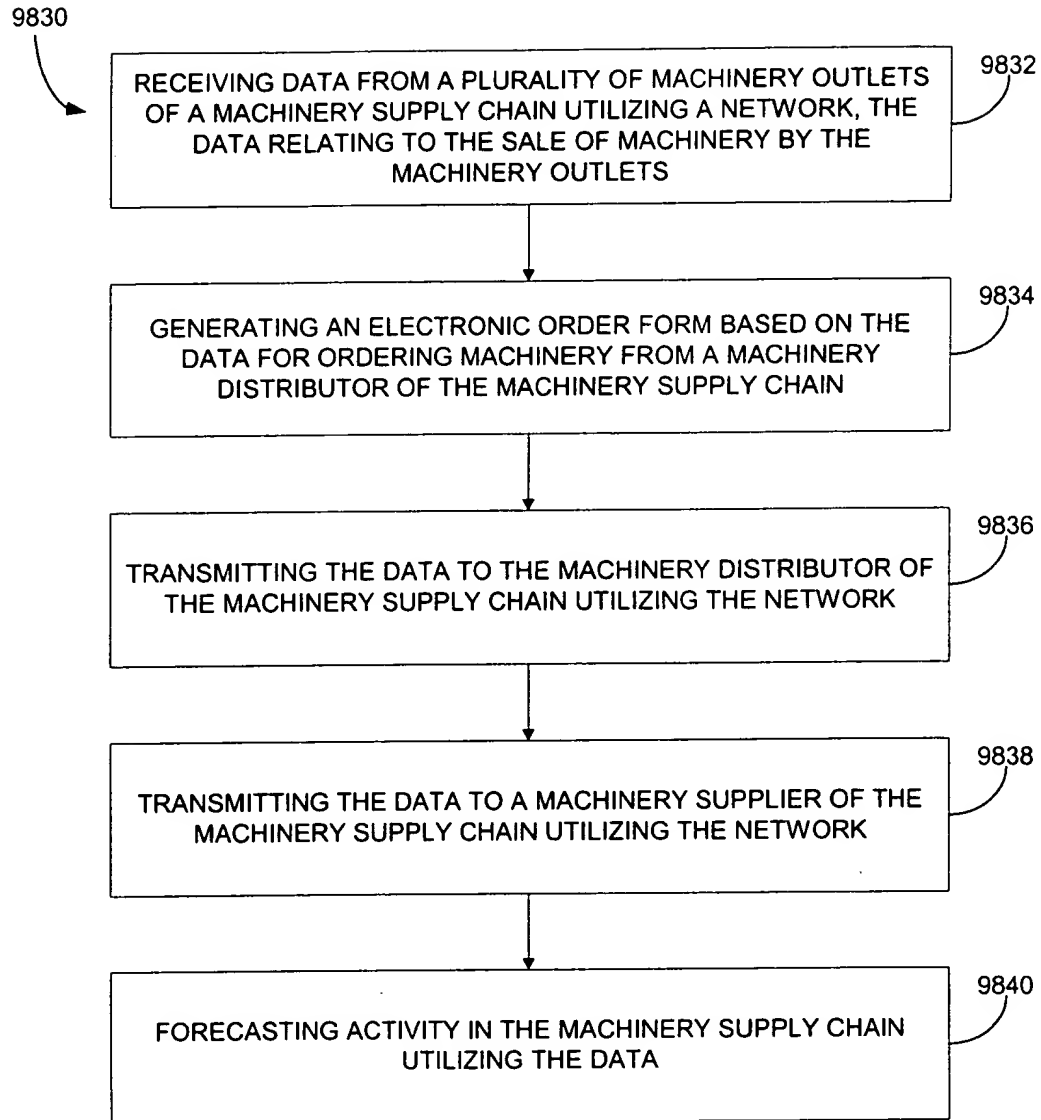 9830
RECEIVING DATA FROM A PLURALITY OF MACHINERY OUTLETS
OF A MACHINERY SUPPLY CHAIN UTILIZING A NETWORK, THE
DATA RELATING TO THE SALE OF MACHINERY BY THE
MACHINERY OUTLETS
9832
GENERATING AN ELECTRONIC ORDER FORM BASED ON THE
DATA FOR ORDERING MACHINERY FROM A MACHINERY
DISTRIBUTOR OF THE MACHINERY SUPPLY CHAIN
9834
TRANSMITTING THE DATA TO THE MACHINERY DISTRIBUTOR OF
THE MACHINERY SUPPLY CHAIN UTILIZING THE NETWORK
9836
TRANSMITTING THE DATA TO A MACHINERY SUPPLIER OF THE
MACHINERY SUPPLY CHAIN UTILIZING THE NETWORK
9838
FORECASTING ACTIVITY IN THE MACHINERY SUPPLY CHAIN
UTILIZING THE DATA
9840